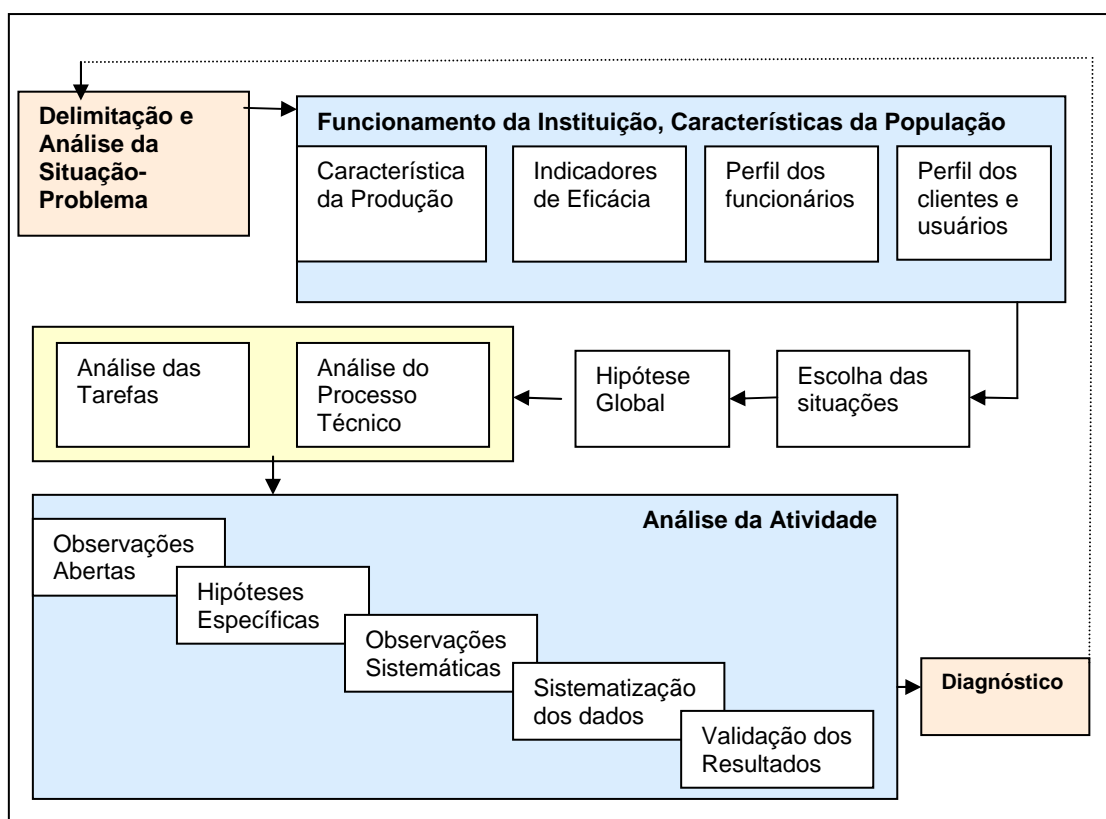 Delimitação e
Análise da
Situação-
Problema
Funcionamento da Instituição, Características da População
Característica
da Produção
Indicadores
de Eficácia
Perfil dos
funcionários
Perfil dos
clientes e
usuários
Análise das
Tarefas
Análise do
Processo
Técnico
Hipótese
Global
Escolha das
situações
Análise da Atividade
Observações
Abertas
Hipóteses
Específicas
Observações
Sistemáticas
Sistematização
dos dados
Validação dos
Resultados
Diagnóstico